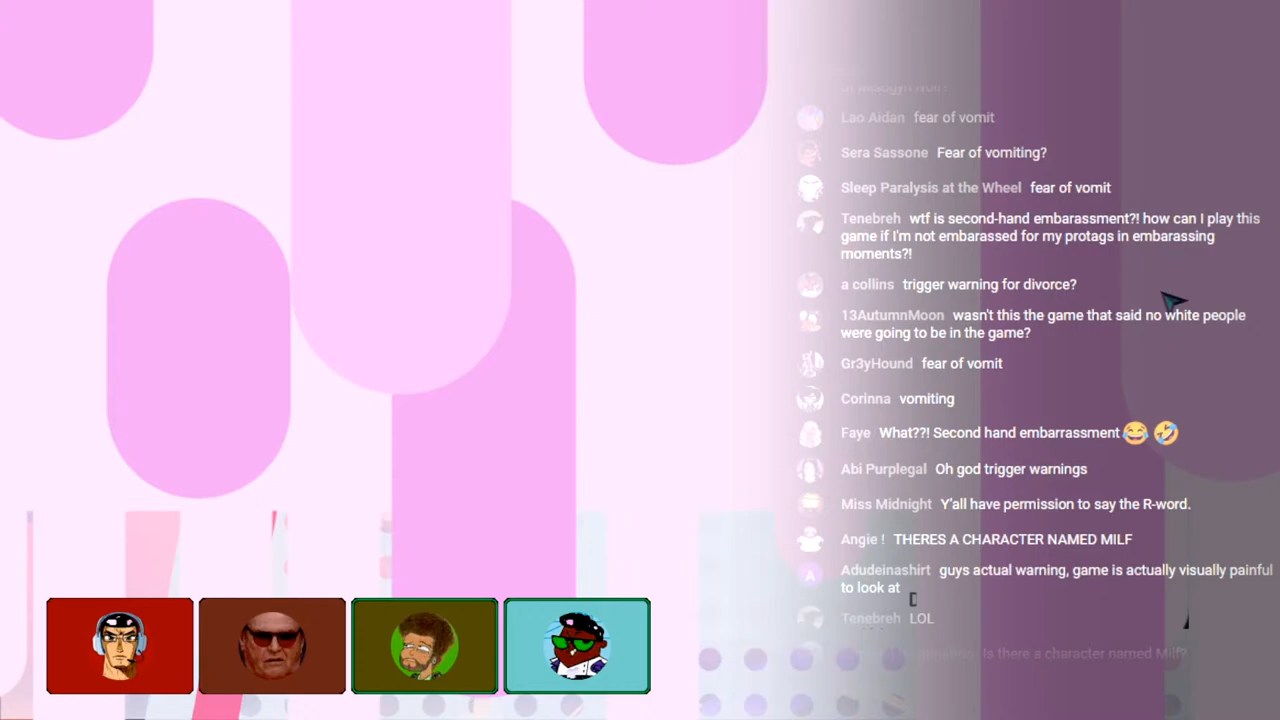 Lao Aidan fear of vomit
Sera Sassone Fear of vomiting?
Sleep Paralysis at the Wheel fear of vomit
Tenebreh wtf is second-hand embarassment?! how can I play this
game if I'm not embarassed for my protags in embarassing
moments?!
a collins trigger warning for divorce?
13AutumnMoon wasn't this the game that said no white people
were going to be in the game?
Gr3yHound fear of vomit
Corinna vomiting
Faye What??! Second hand embarrassment 😂 🤣
Abi Purplegal Oh god trigger warnings
Miss Midnight Y'all have permission to say the R-word.
Angie ! THERES A CHARACTER NAMED MILF
A
Adudeinashirt guys actual warning, game is actually visually painful
to look at
Tenebreh LOL
Is there a character named Milf?